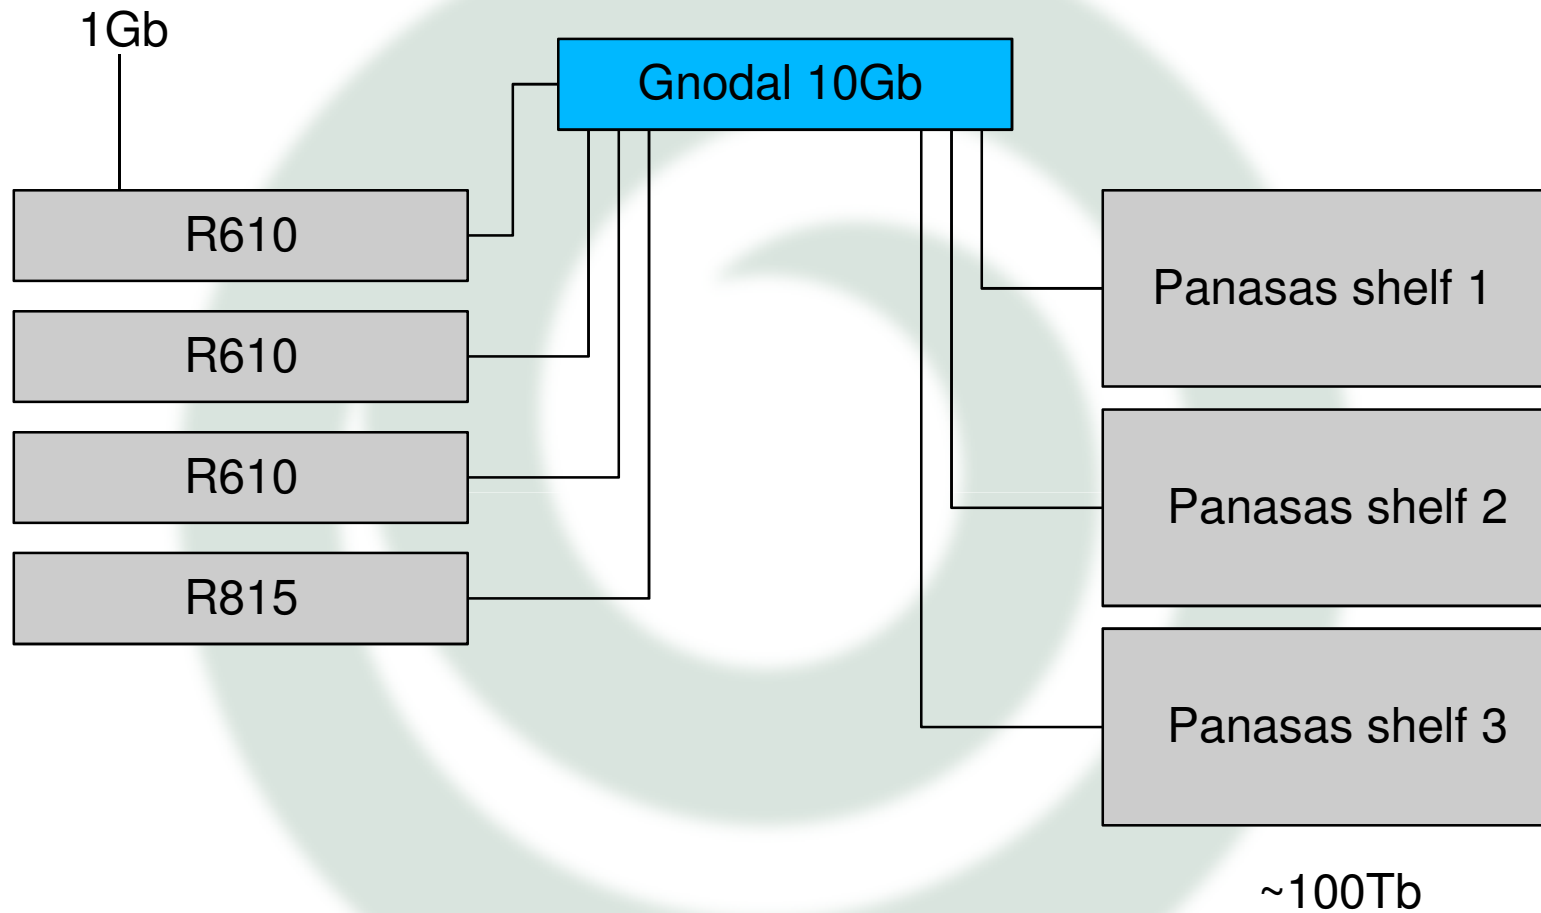 1Gb
Gnodal 10Gb
R610
R610
R610
R815
Panasas shelf 1
Panasas shelf 2
Panasas shelf 3
~100Tb